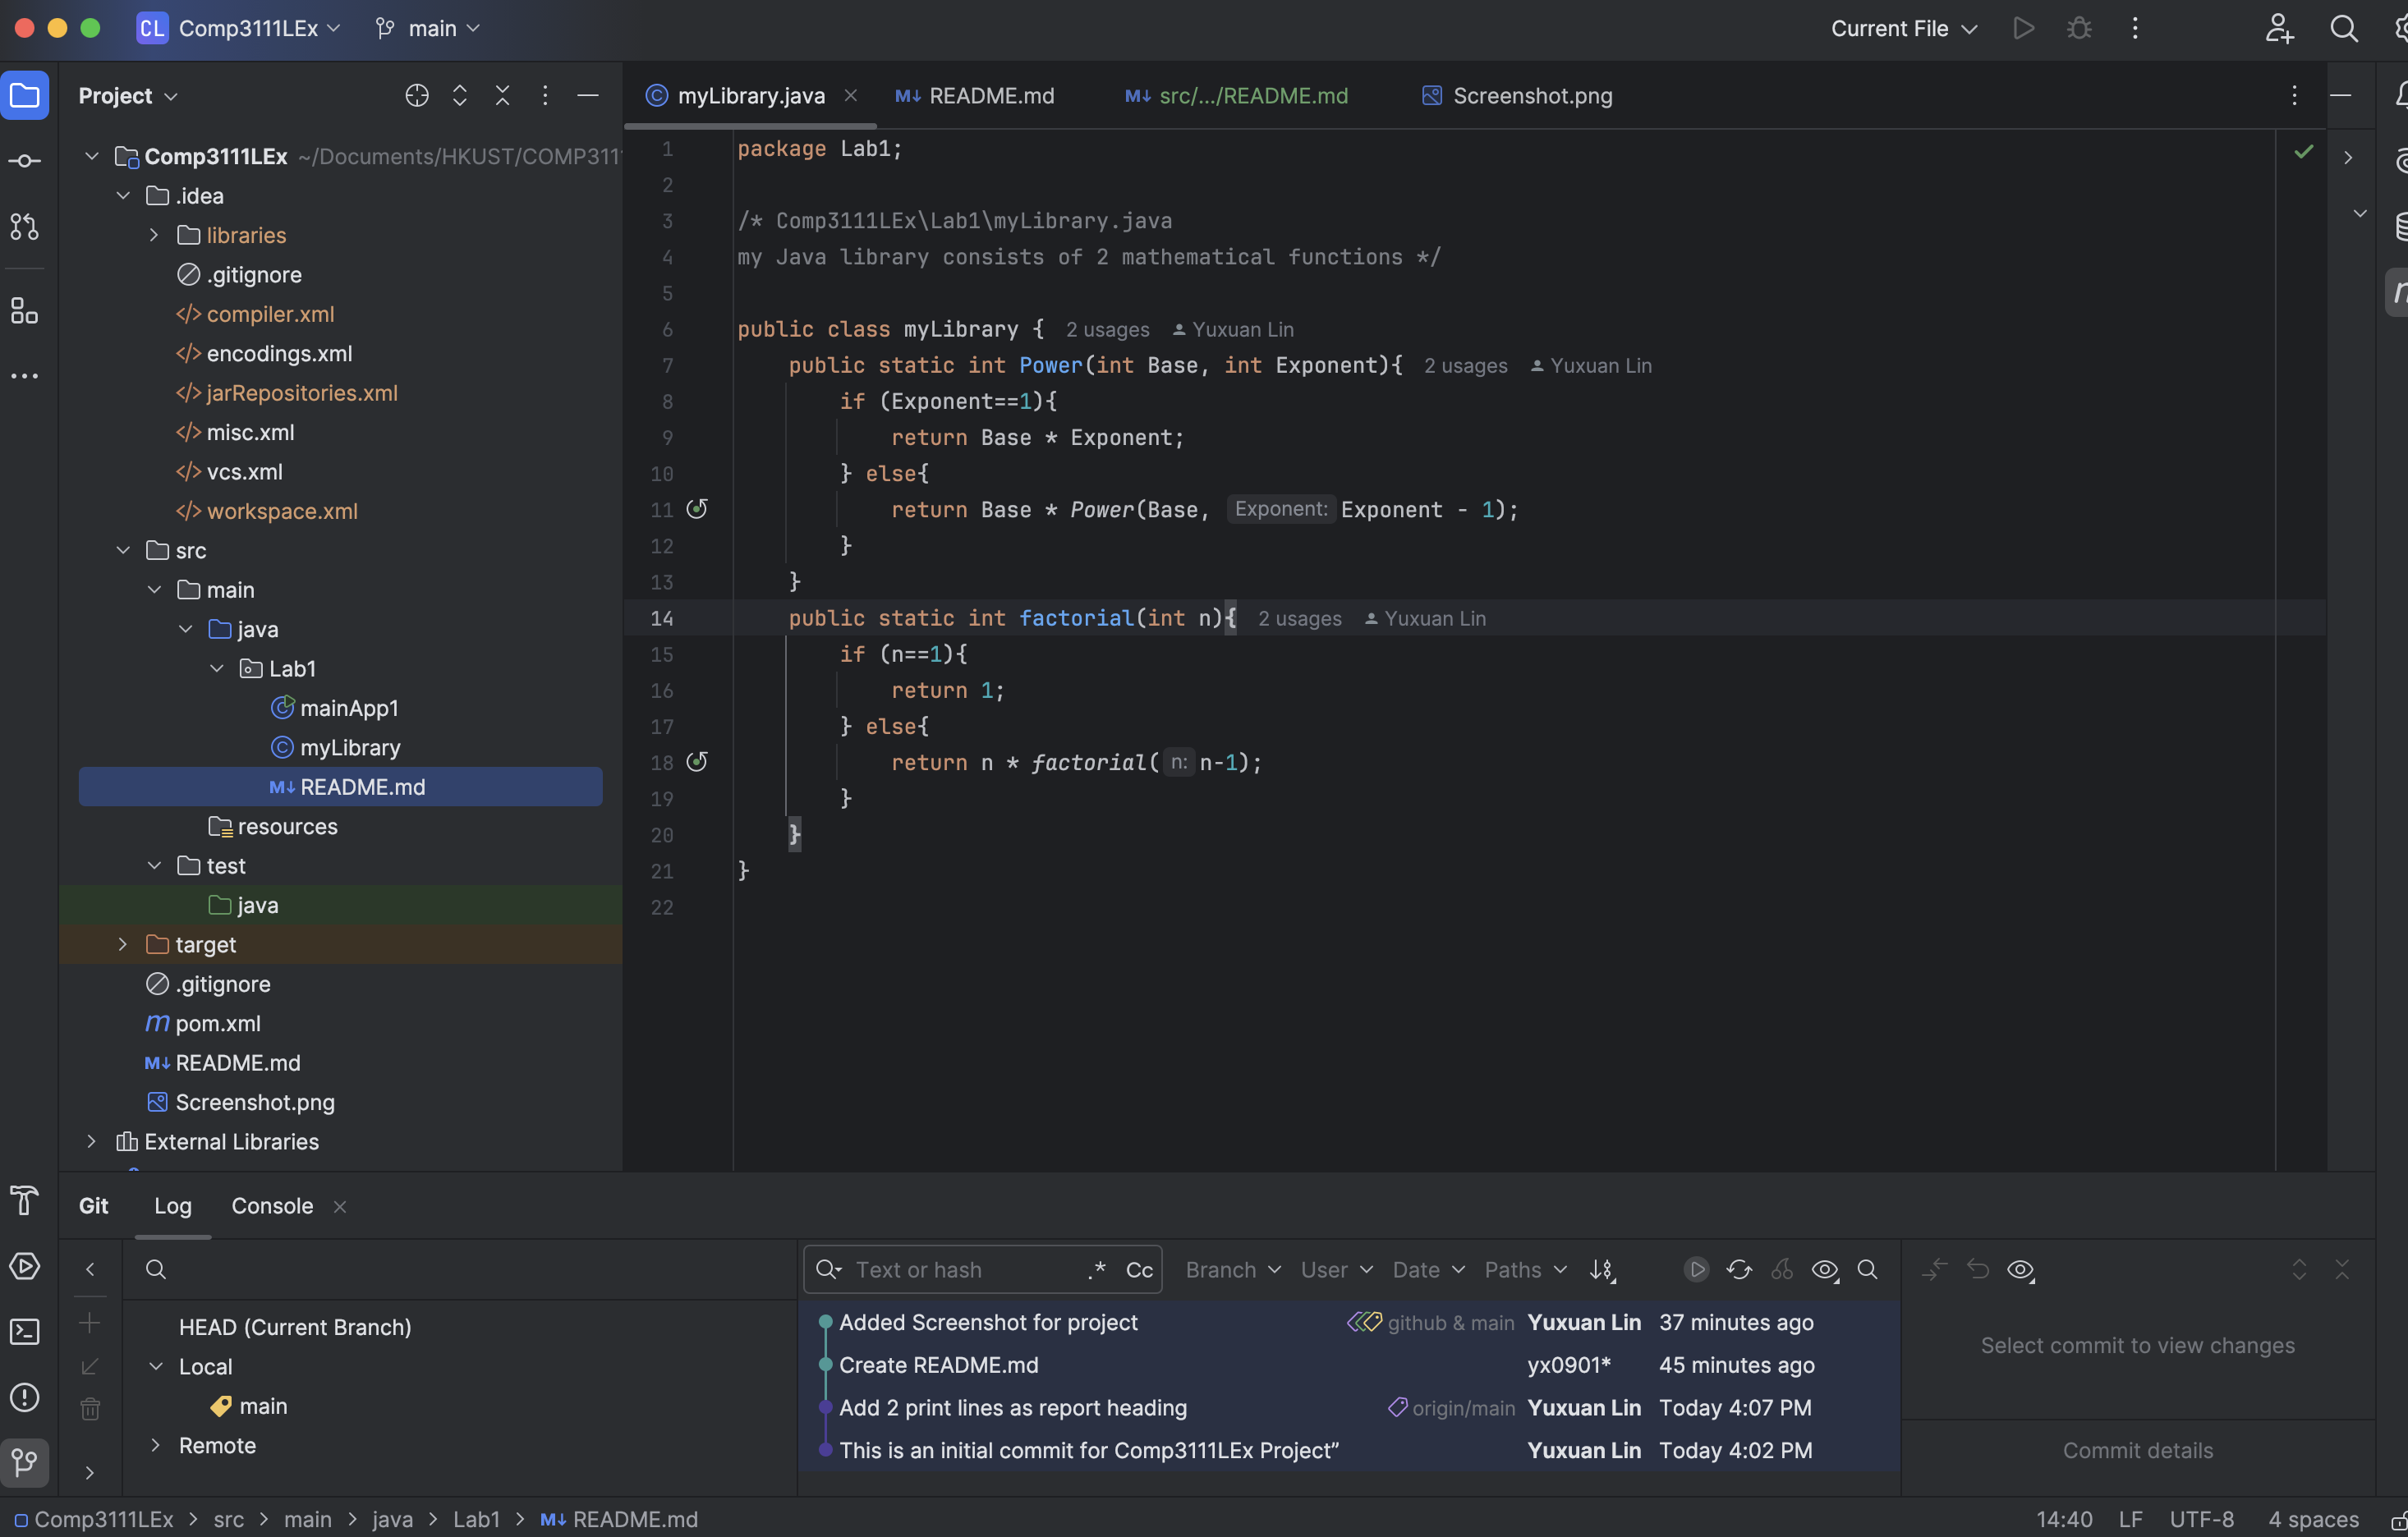 CL Comp3111LEx main Current File
Project
myLibrary.java README.md src/.../README.md Screenshot.png
Comp3111LEx ~/Documents/HKUST/COMP311
.idea
libraries
.gitignore
compiler.xml
encodings.xml
jarRepositories.xml
misc.xml
vcs.xml
workspace.xml
src
main
java
Lab1
mainApp1
myLibrary
README.md
resources
test
java
target
.gitignore
pom.xml
README.md
Screenshot.png
External Libraries
1 package Lab1;
2
3 /* Comp3111LEx\Lab1\myLibrary.java
4 my Java library consists of 2 mathematical functions */
5
6 public class myLibrary { 2 usages Yuxuan Lin
7 public static int Power(int Base, int Exponent){ 2 usages Yuxuan Lin
8 if (Exponent==1){
9 return Base * Exponent;
10 } else{
11 return Base * Power(Base, Exponent: Exponent - 1);
12 }
13 }
14 public static int factorial(int n){ 2 usages Yuxuan Lin
15 if (n==1){
16 return 1;
17 } else{
18 return n * factorial( n: n-1);
19 }
20 }
21 }
22
Git Log Console
Text or hash .* Cc Branch User Date Paths
HEAD (Current Branch)
Local
main
Remote
Added Screenshot for project github & main Yuxuan Lin 37 minutes ago
Create README.md yx0901* 45 minutes ago
Add 2 print lines as report heading origin/main Yuxuan Lin Today 4:07 PM
This is an initial commit for Comp3111LEx Project” Yuxuan Lin Today 4:02 PM
Select commit to view changes
Commit details
Comp3111LEx > src > main > java > Lab1 > README.md 14:40 LF UTF-8 4 spaces